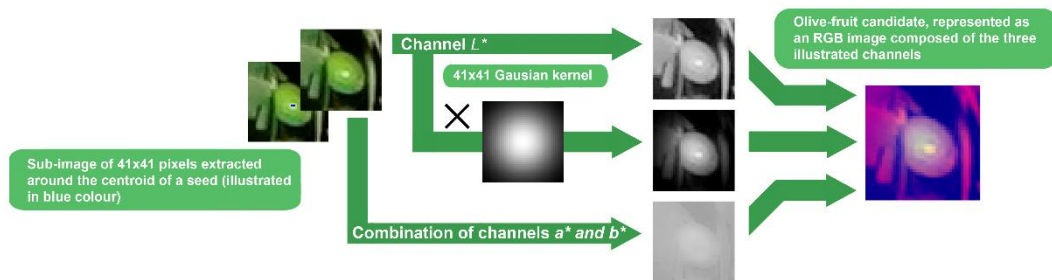 Channel L*
41x41 Gausian kernel
Olive-fruit candidate, represented as
an RGB image composed of the three
illustrated channels
Sub-image of 41x41 pixels extracted
around the centroid of a seed (illustrated
in blue colour)
Combination of channels a* and b*